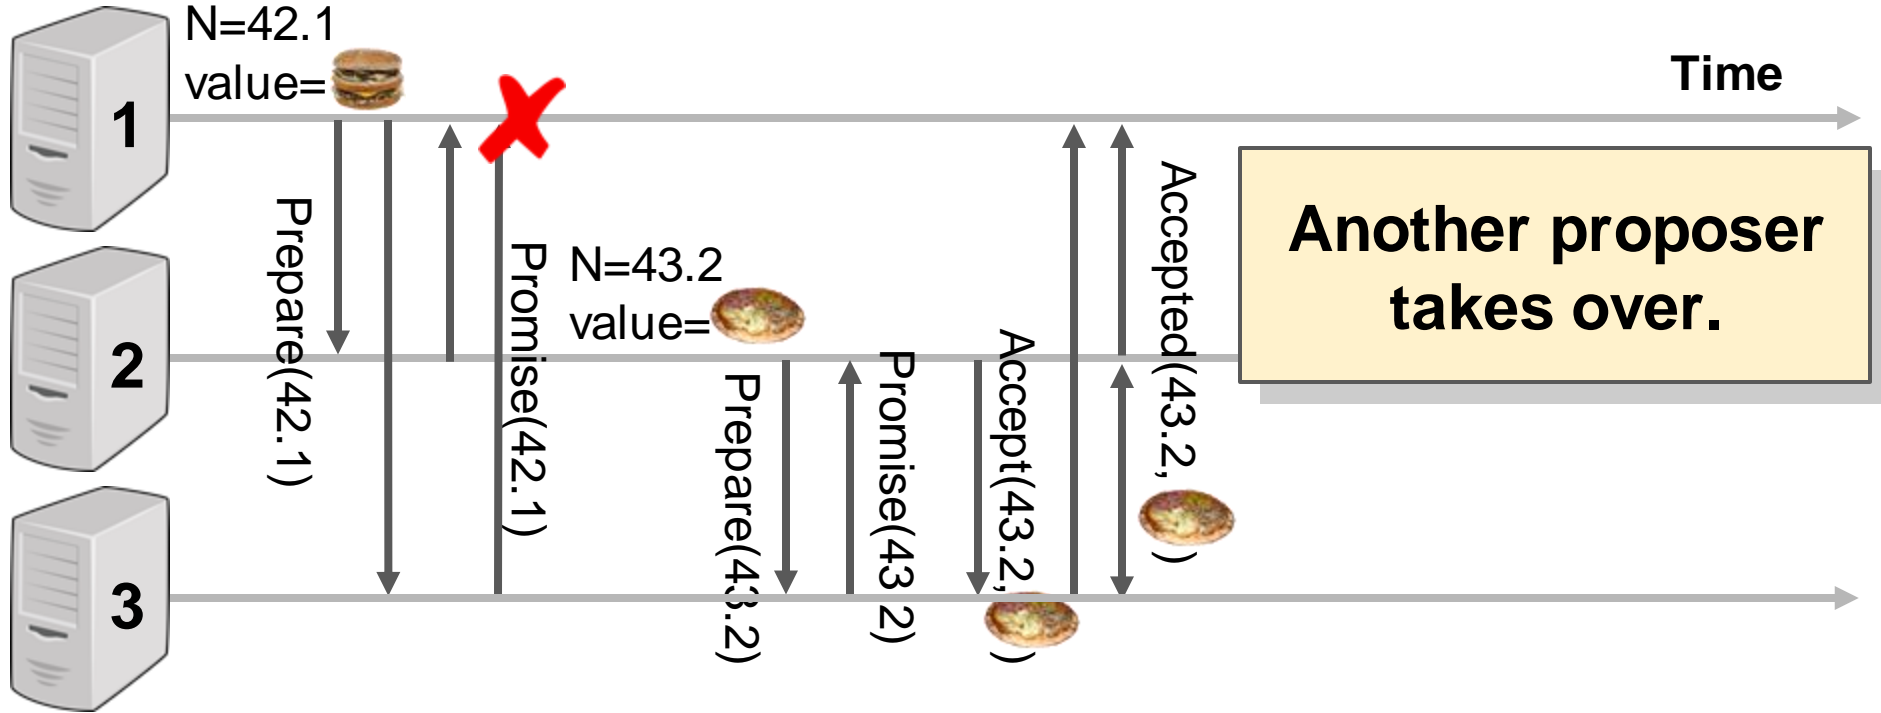 N=42.1
value=
Time
1
Prepare(42.1)
Promise(42.1)
Accepted(43.2, )
Another proposer
takes over.
2
N=43.2
value=
Prepare(43.2)
Promise(43.2)
Accept(43.2, )
3